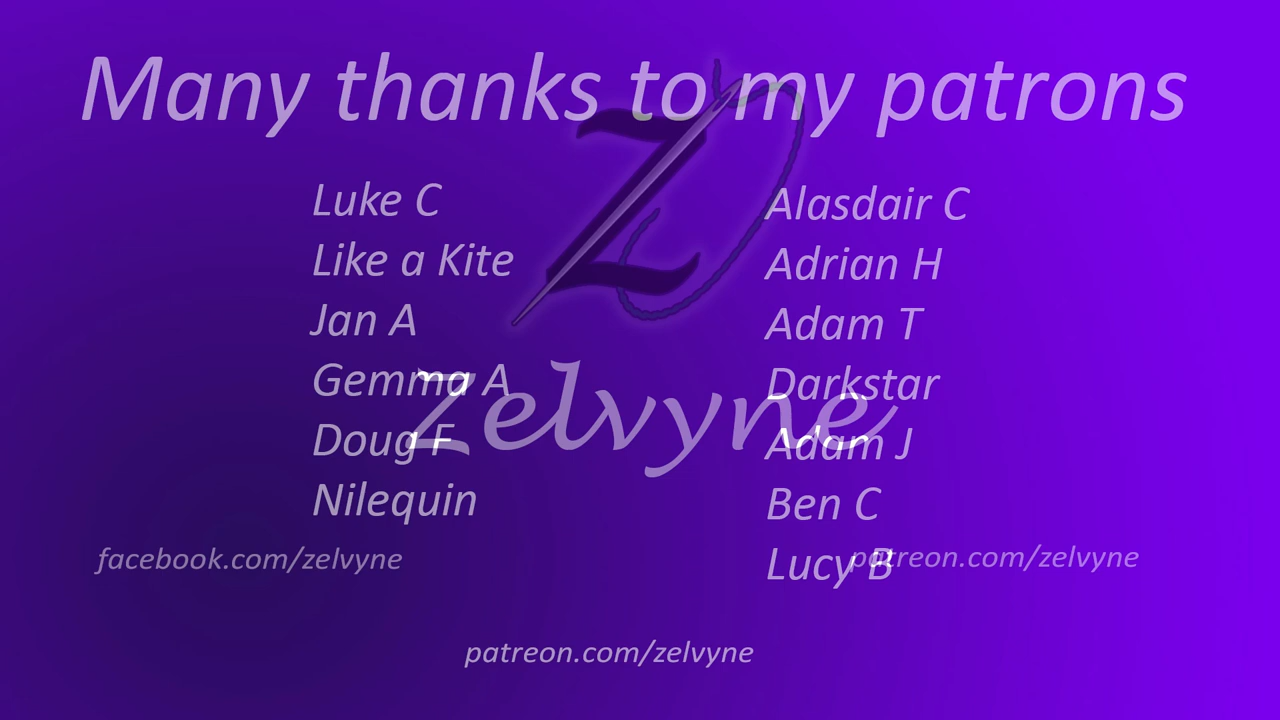 Many thanks to my patrons
Luke C
Like a Kite
Jan A
Gemma A
Doug F
Nilequin
Alasdair C
Adrian H
Adam T
Darkstar
Adam J
Ben C
Lucy B
Z
Zelvyne
facebook.com/zelvyne
patreon.com/zelvyne
patreon.com/zelvyne